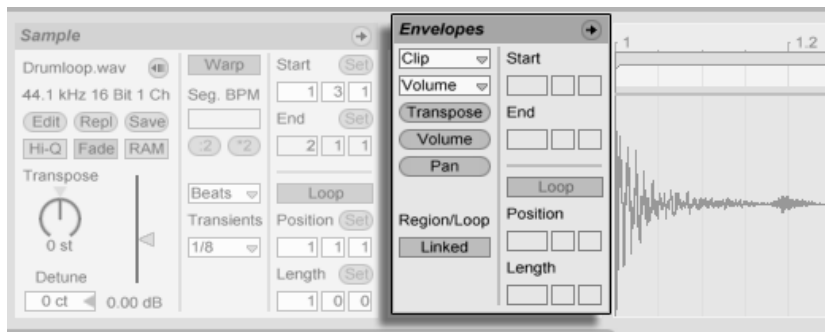 Sample
Drumloop.wav
44.1 kHz 16 Bit 1 Ch
Edit Repl Save
Hi-Q Fade RAM
Transpose
0 st
Detune
0 ct 0.00 dB
Warp
Seg. BPM
:2 *2
Beats
Transients
1/8
Start Set
1 3 1
End Set
2 1 1
Loop
Position Set
1 1 1
Length Set
1 0 0
Envelopes
Clip
Volume
Transpose
Volume
Pan
Region/Loop
Linked
Start
End
Loop
Position
Length
1 1.2